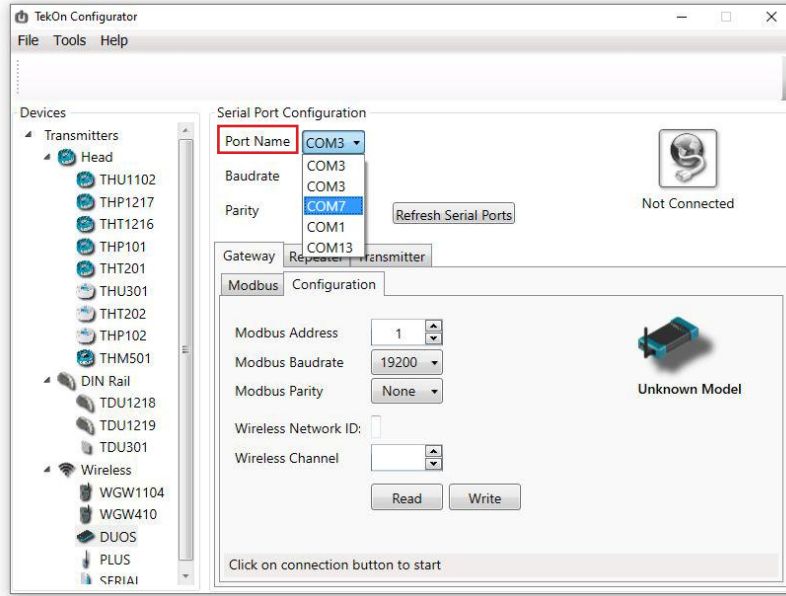 TekOn Configurator
File Tools Help
Devices
Transmitters
Head
THU1102
THP1217
THT1216
THP101
THT201
THU301
THT202
THP102
THM501
DIN Rail
TDU1218
TDU1219
TDU301
Wireless
WGW1104
WGW410
DUOS
PLUS
SERIAL
Serial Port Configuration
Port Name COM3
COM3
COM3
COM7
COM1
COM13
Baudrate
Parity
Refresh Serial Ports
Not Connected
Gateway Repeater Transmitter
Modbus Configuration
Modbus Address 1
Modbus Baudrate 19200
Modbus Parity None
Wireless Network ID:
Wireless Channel
Read Write
Unknown Model
Click on connection button to start